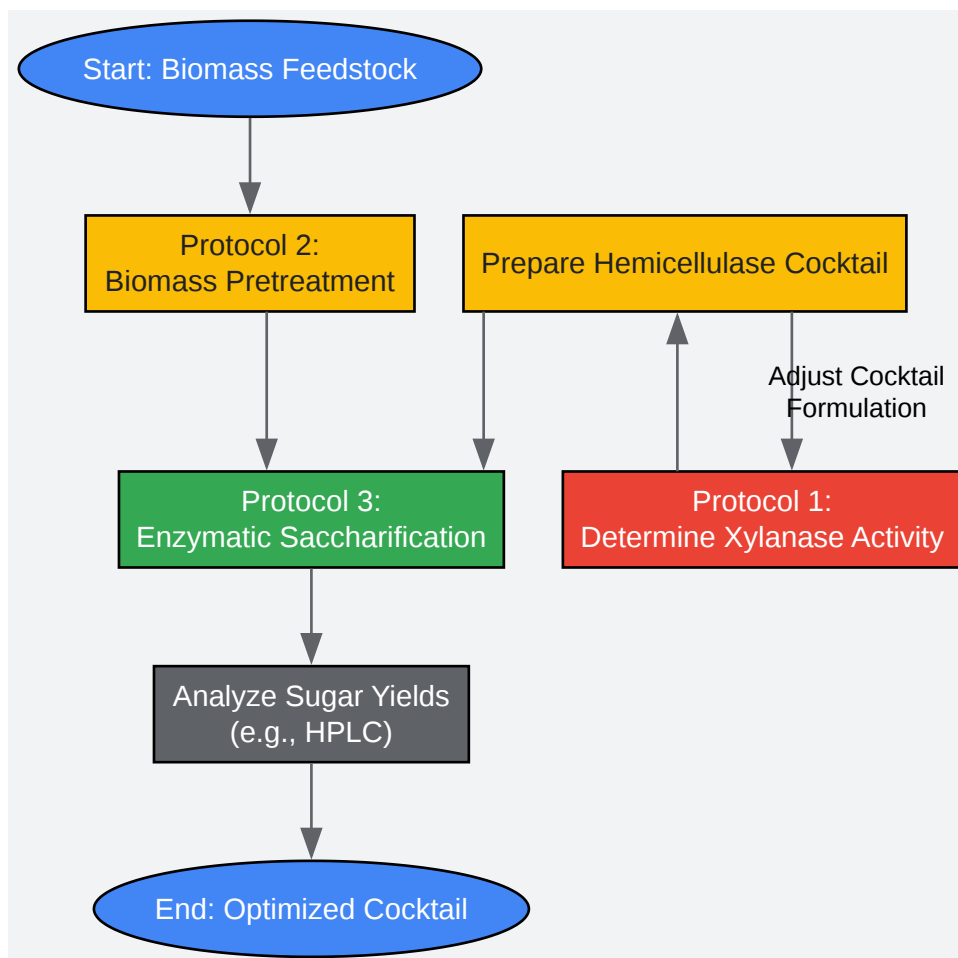 Start: Biomass Feedstock
Protocol 2:
Biomass Pretreatment
Prepare Hemicellulase Cocktail
Adjust Cocktail
Formulation
Protocol 3:
Enzymatic Saccharification
Protocol 1:
Determine Xylanase Activity
Analyze Sugar Yields
(e.g., HPLC)
End: Optimized Cocktail